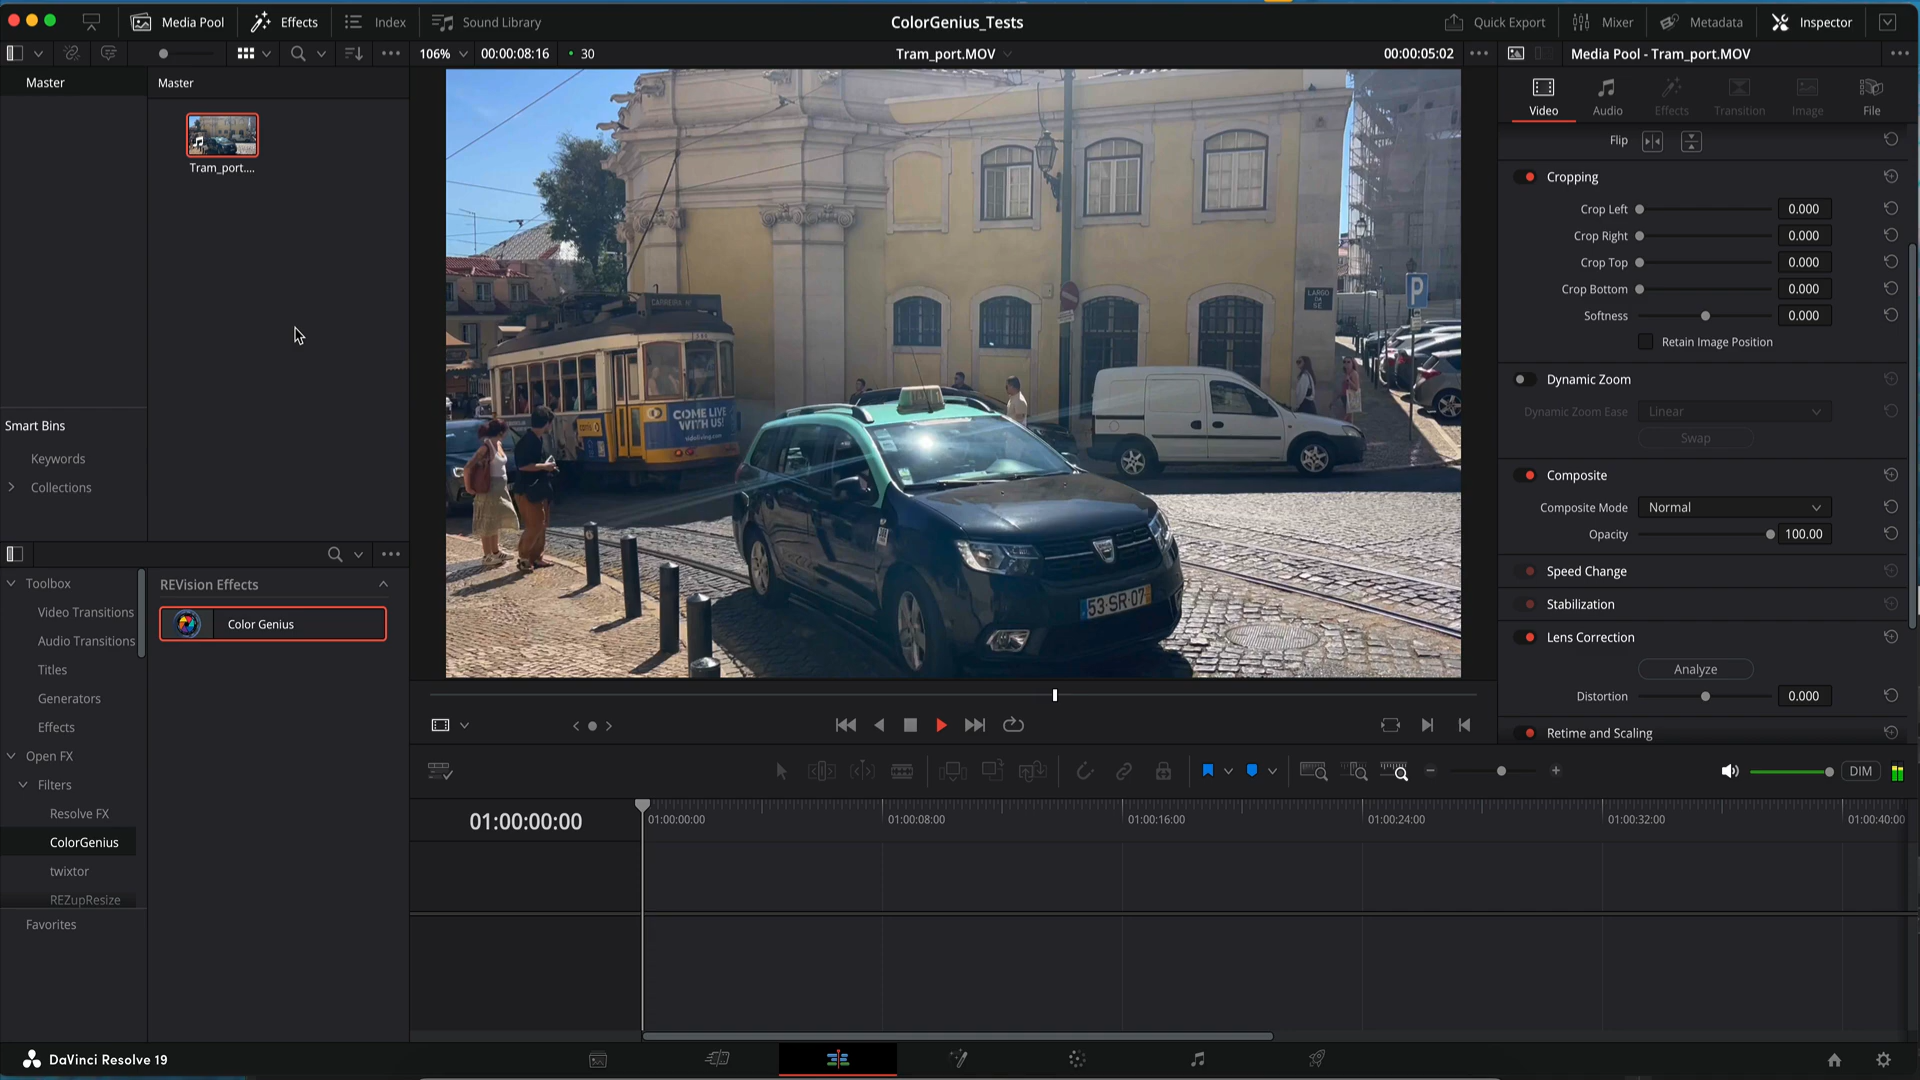 Media Pool
Effects
Index
Sound Library
ColorGenius_Tests
Quick Export
Mixer
Metadata
Inspector
106%
00:00:08:16
30
Tram_port.MOV
00:00:05:02
Media Pool - Tram_port.MOV
Master
Master
Tram_port....
Video
Audio
Effects
Transition
Image
File
Flip
Cropping
Crop Left
0.000
Crop Right
0.000
Crop Top
0.000
Crop Bottom
0.000
Softness
0.000
Retain Image Position
Dynamic Zoom
Dynamic Zoom Ease
Linear
Swap
Composite
Composite Mode
Normal
Opacity
100.00
Speed Change
Stabilization
Lens Correction
Analyze
Distortion
0.000
Retime and Scaling
CARREIRA Nº
COME LIVE
WITH US!
TAXI
P
LARGO
DA
SÉ
53-SR-07
Smart Bins
Keywords
Collections
Toolbox
Video Transitions
Audio Transitions
Titles
Generators
Effects
Open FX
Filters
Resolve FX
ColorGenius
twixtor
REZupResize
Favorites
REVision Effects
Color Genius
DIM
01:00:00:00
01:00:00:00
01:00:08:00
01:00:16:00
01:00:24:00
01:00:32:00
01:00:40:00
DaVinci Resolve 19